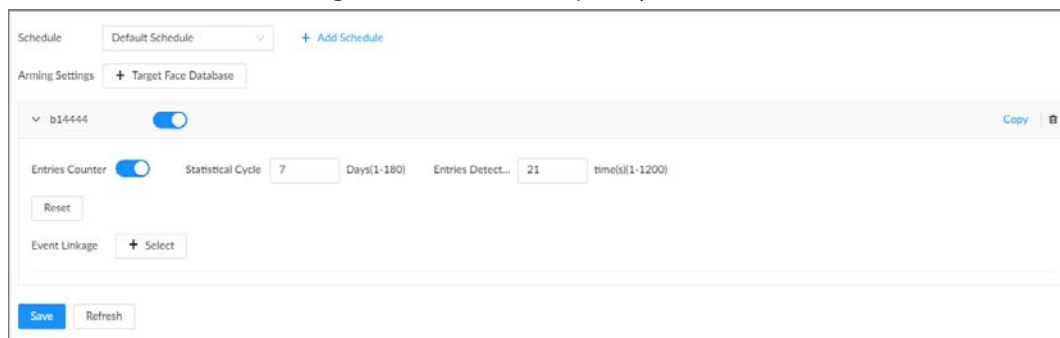 Schedule Default Schedule + Add Schedule
Arming Settings + Target Face Database
b14444 Copy
Entries Counter Statistical Cycle 7 Days(1-180) Entries Detect... 21 time(s)(1-1200)
Reset
Event Linkage + Select
Save Refresh